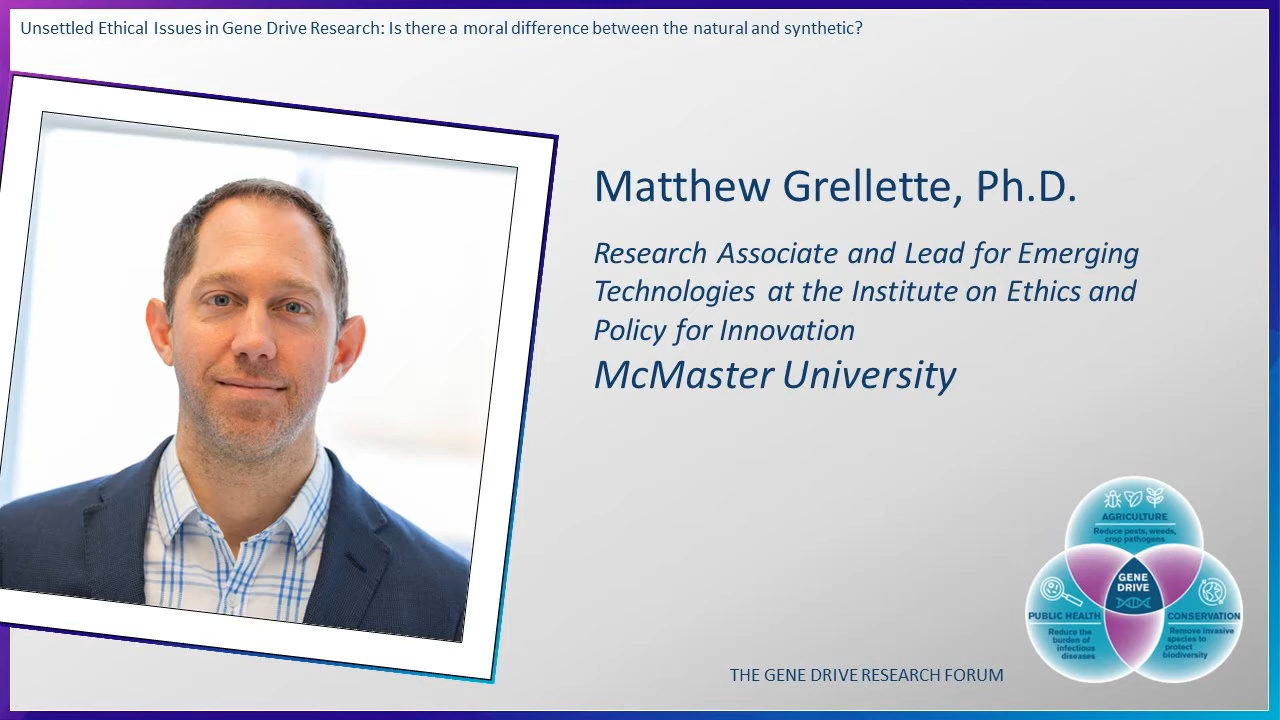 Unsettled Ethical Issues in Gene Drive Research: Is there a moral difference between the natural and synthetic?
Matthew Grellette, Ph.D.
Research Associate and Lead for Emerging
Technologies at the Institute on Ethics and
Policy for Innovation
McMaster University
AGRICULTURE
Reduce pests, weeds,
crop pathogens
GENE
DRIVE
PUBLIC HEALTH
Reduce the
burden of
infectious
diseases
CONSERVATION
Remove invasive
species to
protect
biodiversity
THE GENE DRIVE RESEARCH FORUM